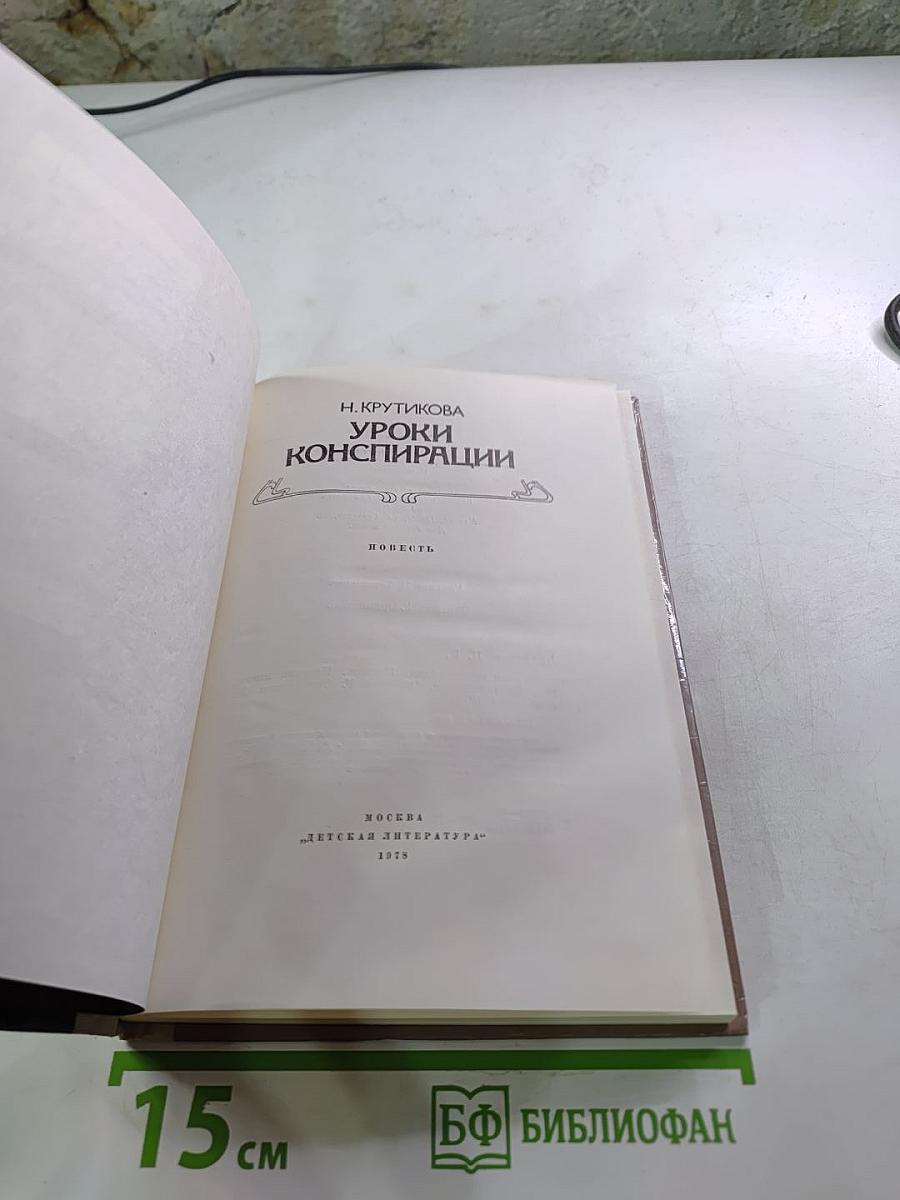 Н. КРУТИКОВА
УРОКИ
КОНСПИРАЦИИ
ПОВЕСТЬ
МОСКВА
„ДЕТСКАЯ ЛИТЕРАТУРА“
1978
15 см
БФ БИБЛИОФАН